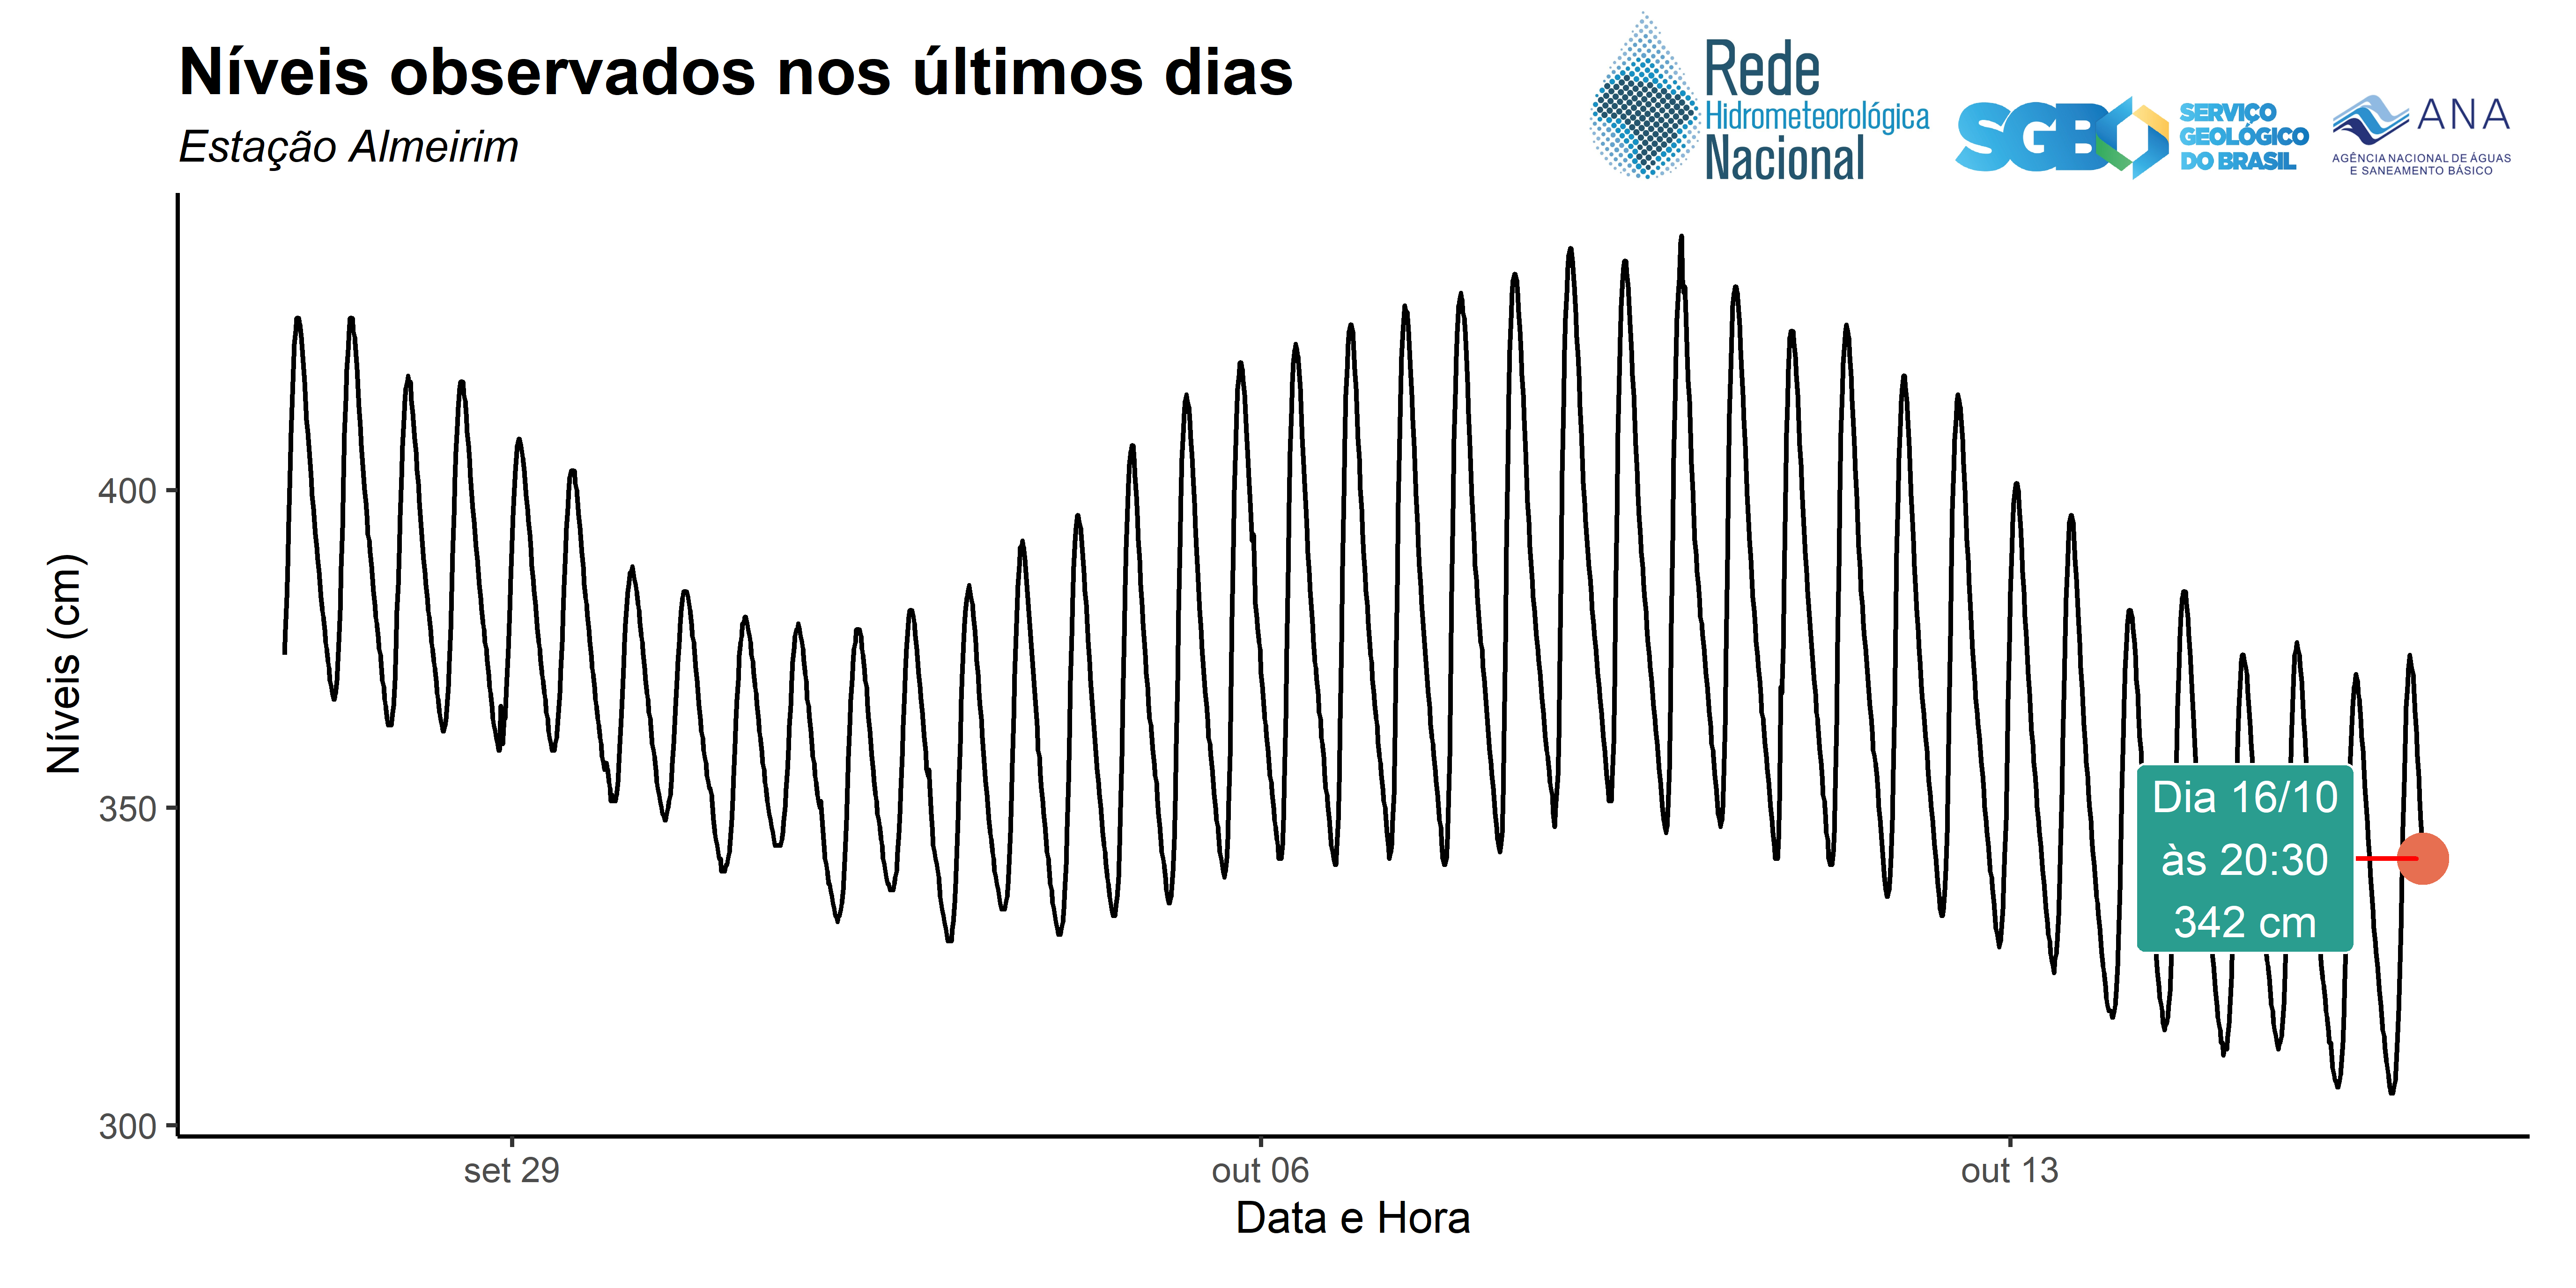 Níveis observados nos últimos dias
Estação Almeirim
Rede
Hidrometeorológica
Nacional
SGB
SERVIÇO
GEOLÓGICO
DO BRASIL
ANA
AGÊNCIA NACIONAL DE ÁGUAS
E SANEAMENTO BÁSICO
Níveis (cm)
400
350
300
Dia 16/10
às 20:30
342 cm
set 29
out 06
out 13
Data e Hora